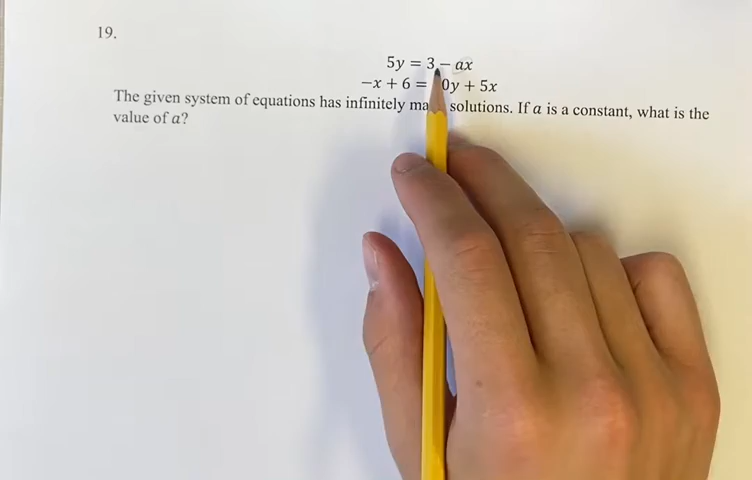 19.
5y = 3 − ax
−x + 6 = 0y + 5x
The given system of equations has infinitely ma solutions. If a is a constant, what is the
value of a?